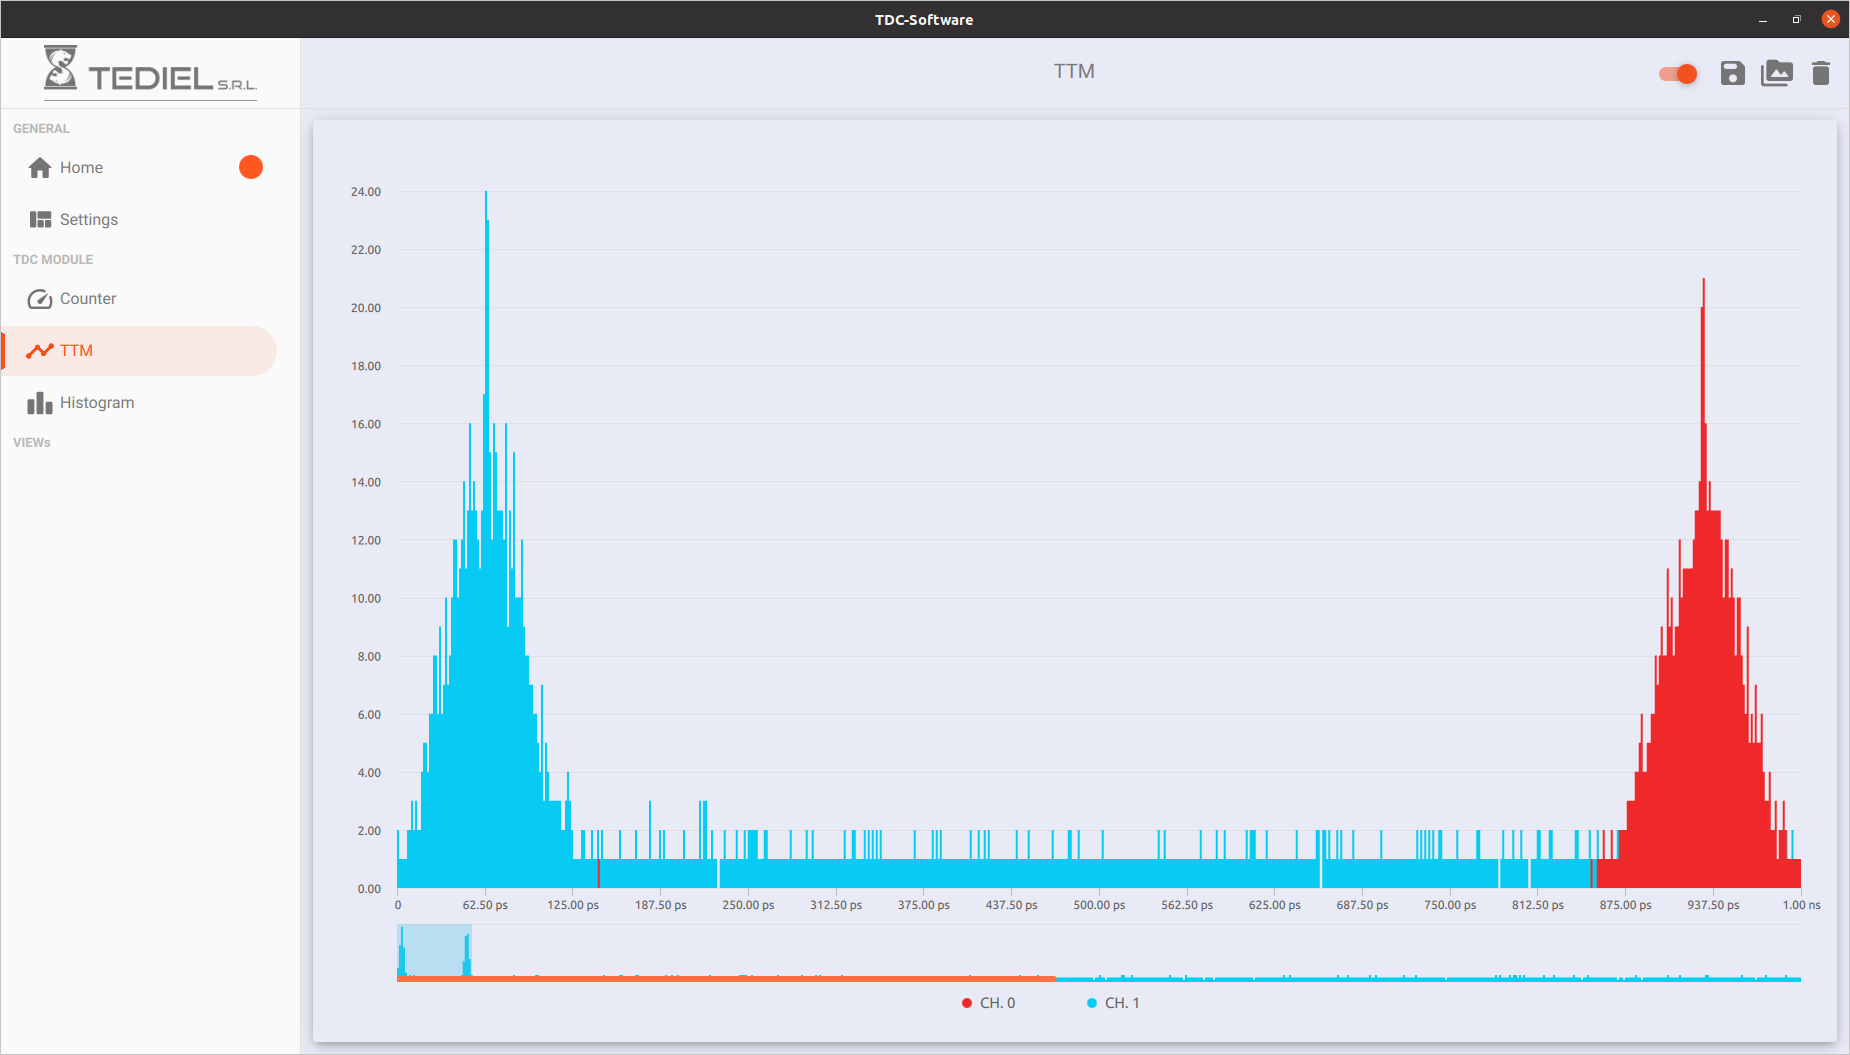 TDC-Software
TEDIEL S.R.L.
TTM
GENERAL
Home
Settings
TDC MODULE
Counter
TTM
Histogram
VIEWs
24.00
22.00
20.00
18.00
16.00
14.00
12.00
10.00
8.00
6.00
4.00
2.00
0.00
0 62.50 ps 125.00 ps 187.50 ps 250.00 ps 312.50 ps 375.00 ps 437.50 ps 500.00 ps 562.50 ps 625.00 ps 687.50 ps 750.00 ps 812.50 ps 875.00 ps 937.50 ps 1.00 ns
CH. 0 CH. 1